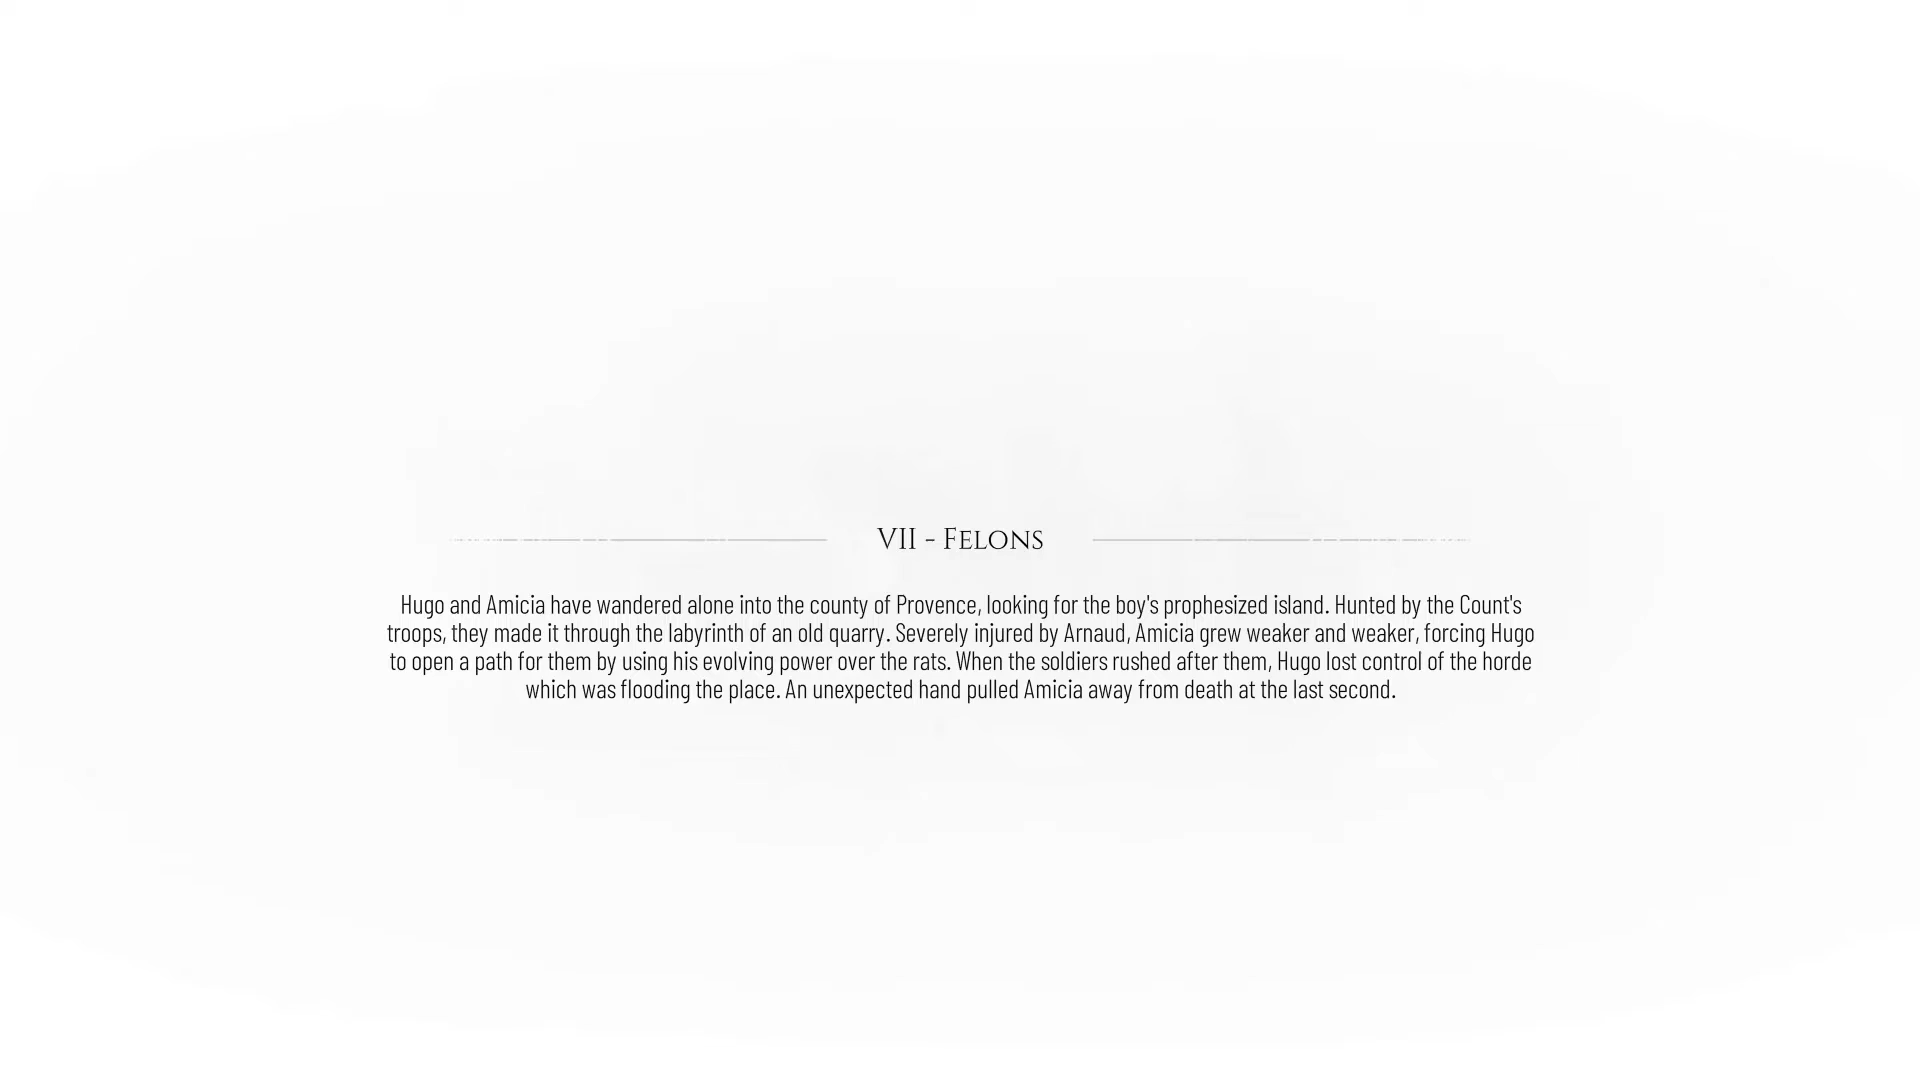 VII - Felons
Hugo and Amicia have wandered alone into the county of Provence, looking for the boy's prophesized island. Hunted by the Count's
troops, they made it through the labyrinth of an old quarry. Severely injured by Arnaud, Amicia grew weaker and weaker, forcing Hugo
to open a path for them by using his evolving power over the rats. When the soldiers rushed after them, Hugo lost control of the horde
which was flooding the place. An unexpected hand pulled Amicia away from death at the last second.